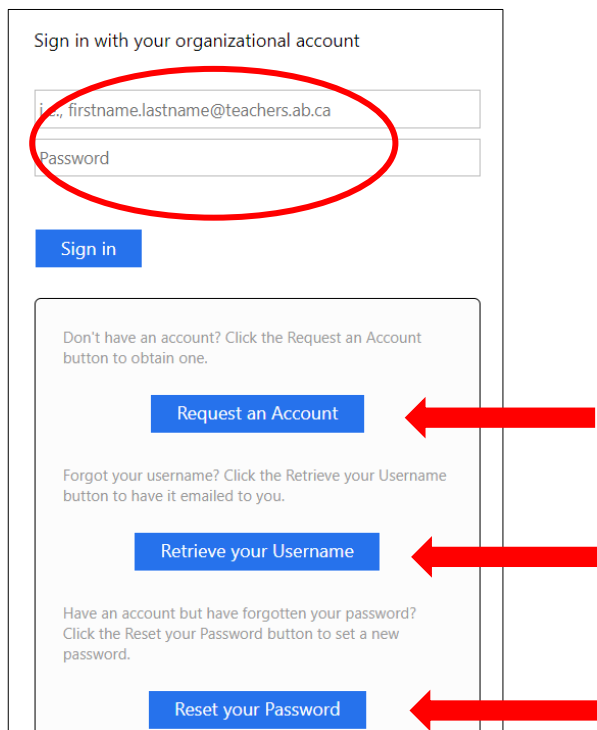 Sign in with your organizational account
i.e., firstname.lastname@teachers.ab.ca
Password
Sign in
Don't have an account? Click the Request an Account
button to obtain one.
Request an Account
Forgot your username? Click the Retrieve your Username
button to have it emailed to you.
Retrieve your Username
Have an account but have forgotten your password?
Click the Reset your Password button to set a new
password.
Reset your Password